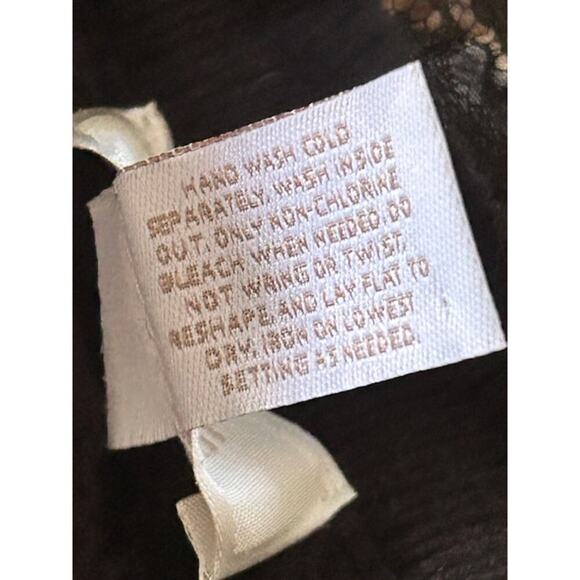 HAND WASH COLD
SEPARATELY. WASH INSIDE
OUT. ONLY NON-CHLORINE
BLEACH WHEN NEEDED. DO
NOT WRING OR TWIST.
RESHAPE AND LAY FLAT TO
DRY. IRON ON LOWEST
SETTING AS NEEDED.